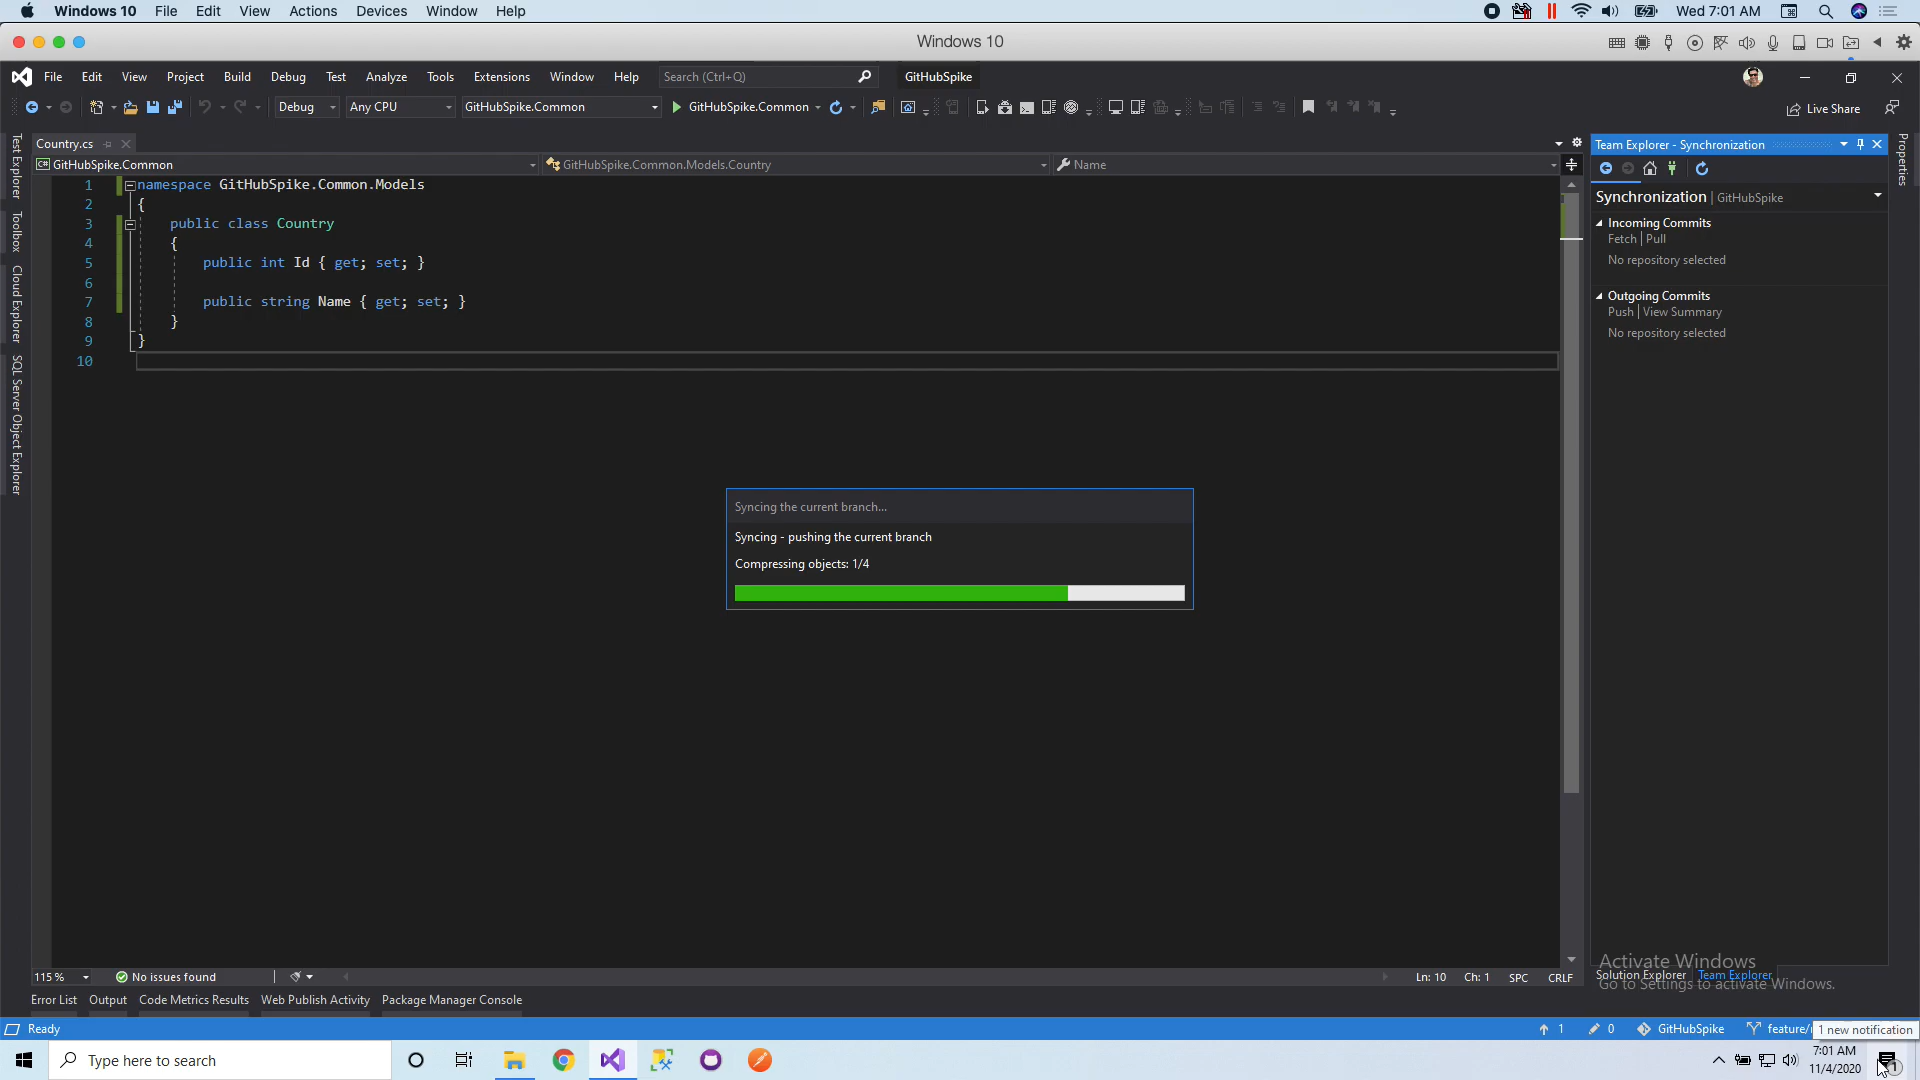 Windows 10 File Edit View Actions Devices Window Help Wed 7:01 AM
Windows 10
File Edit View Project Build Debug Test Analyze Tools Extensions Window Help Search (Ctrl+Q) GitHubSpike
Debug Any CPU GitHubSpike.Common GitHubSpike.Common Live Share
Test Explorer
Toolbox
Cloud Explorer
SQL Server Object Explorer
Country.cs
GitHubSpike.Common GitHubSpike.Common.Models.Country Name
1 namespace GitHubSpike.Common.Models
2 {
3 public class Country
4 {
5 public int Id { get; set; }
6
7 public string Name { get; set; }
8 }
9 }
10
Syncing the current branch...
Syncing - pushing the current branch
Compressing objects: 1/4
Team Explorer - Synchronization
Synchronization | GitHubSpike
Incoming Commits
Fetch | Pull
No repository selected
Outgoing Commits
Push | View Summary
No repository selected
Properties
Activate Windows
Go to Settings to activate Windows.
Solution Explorer Team Explorer
115 % No issues found Ln: 10 Ch: 1 SPC CRLF
Error List Output Code Metrics Results Web Publish Activity Package Manager Console
Ready 1 0 GitHubSpike feature/
1 new notification
Type here to search
7:01 AM
11/4/2020
1